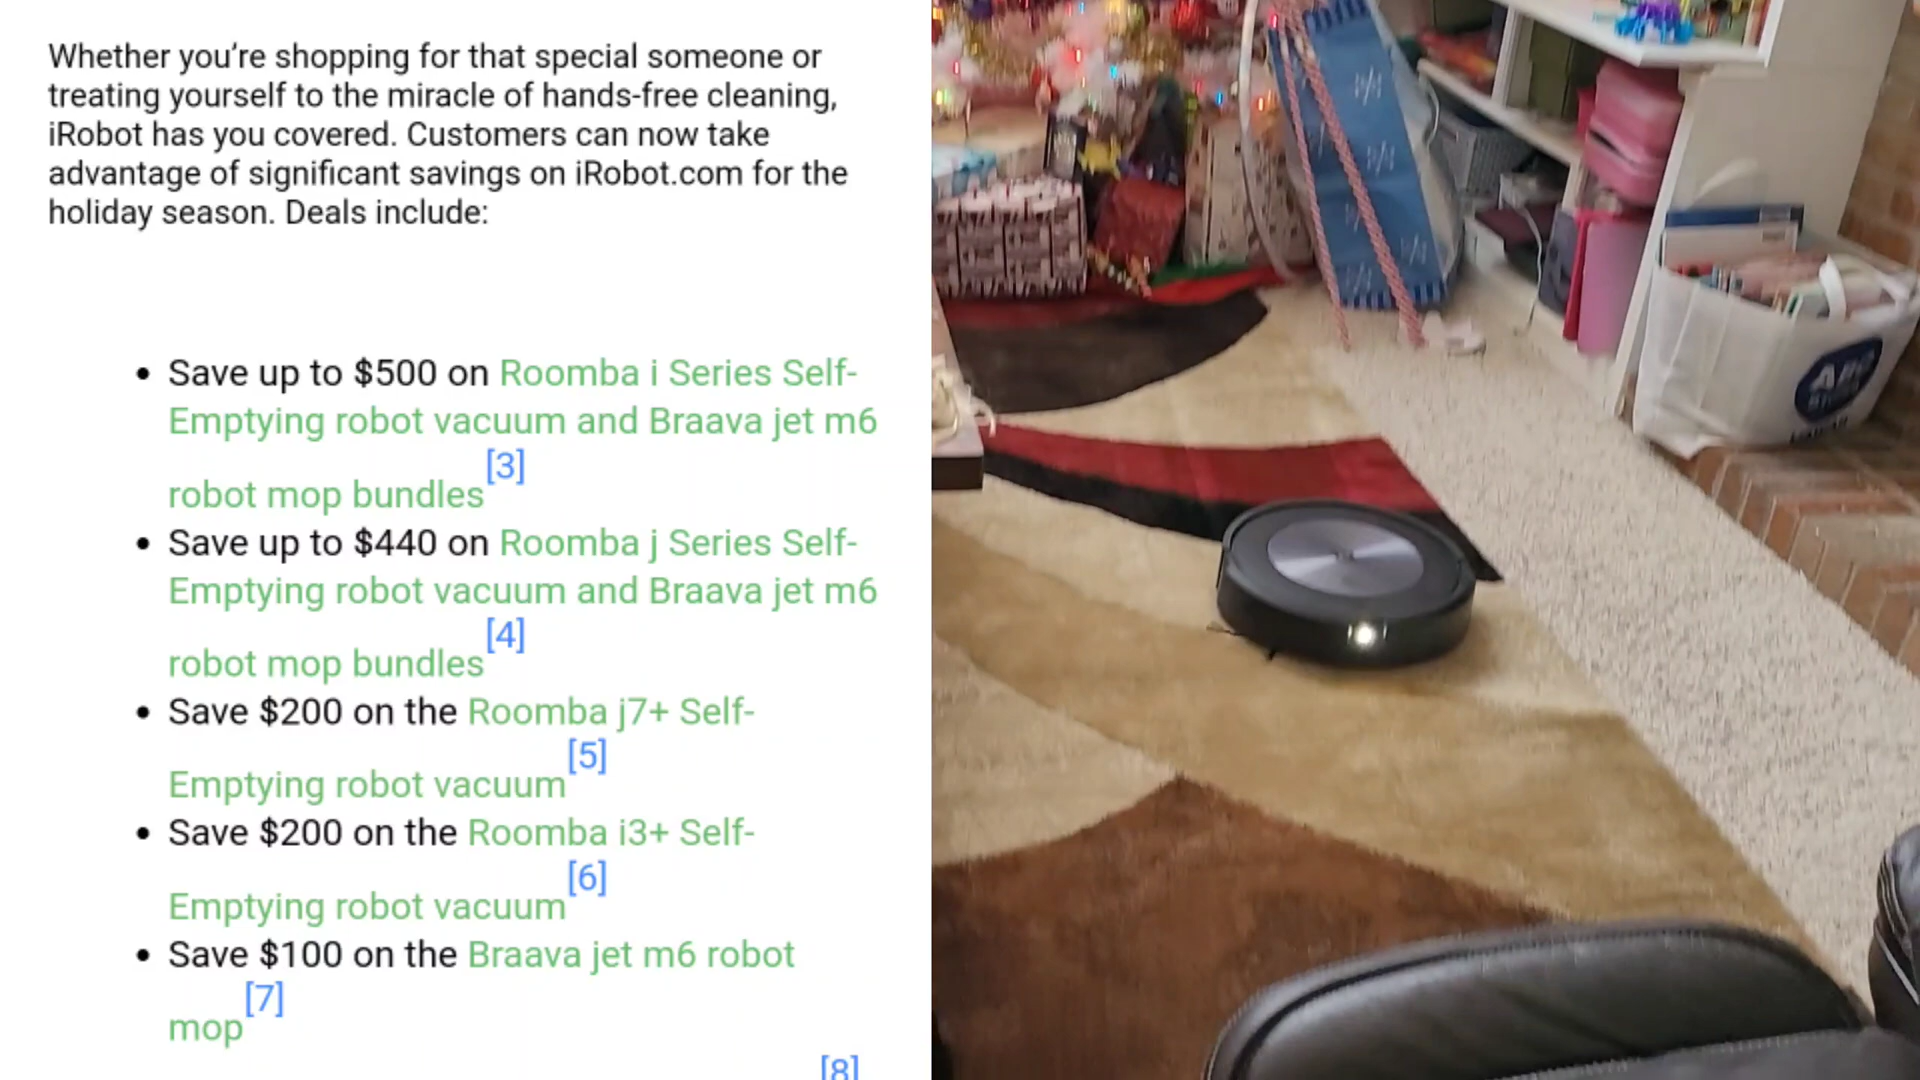 Whether you’re shopping for that special someone or
treating yourself to the miracle of hands-free cleaning,
iRobot has you covered. Customers can now take
advantage of significant savings on iRobot.com for the
holiday season. Deals include:
• Save up to $500 on Roomba i Series Self-
Emptying robot vacuum and Braava jet m6
robot mop bundles[3]
• Save up to $440 on Roomba j Series Self-
Emptying robot vacuum and Braava jet m6
robot mop bundles[4]
• Save $200 on the Roomba j7+ Self-
Emptying robot vacuum[5]
• Save $200 on the Roomba i3+ Self-
Emptying robot vacuum[6]
• Save $100 on the Braava jet m6 robot
mop[7]
[8]